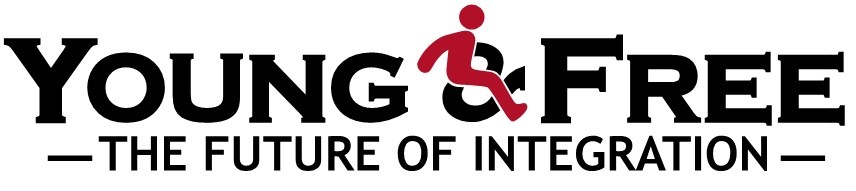 YOUNG & FREE
THE FUTURE OF INTEGRATION